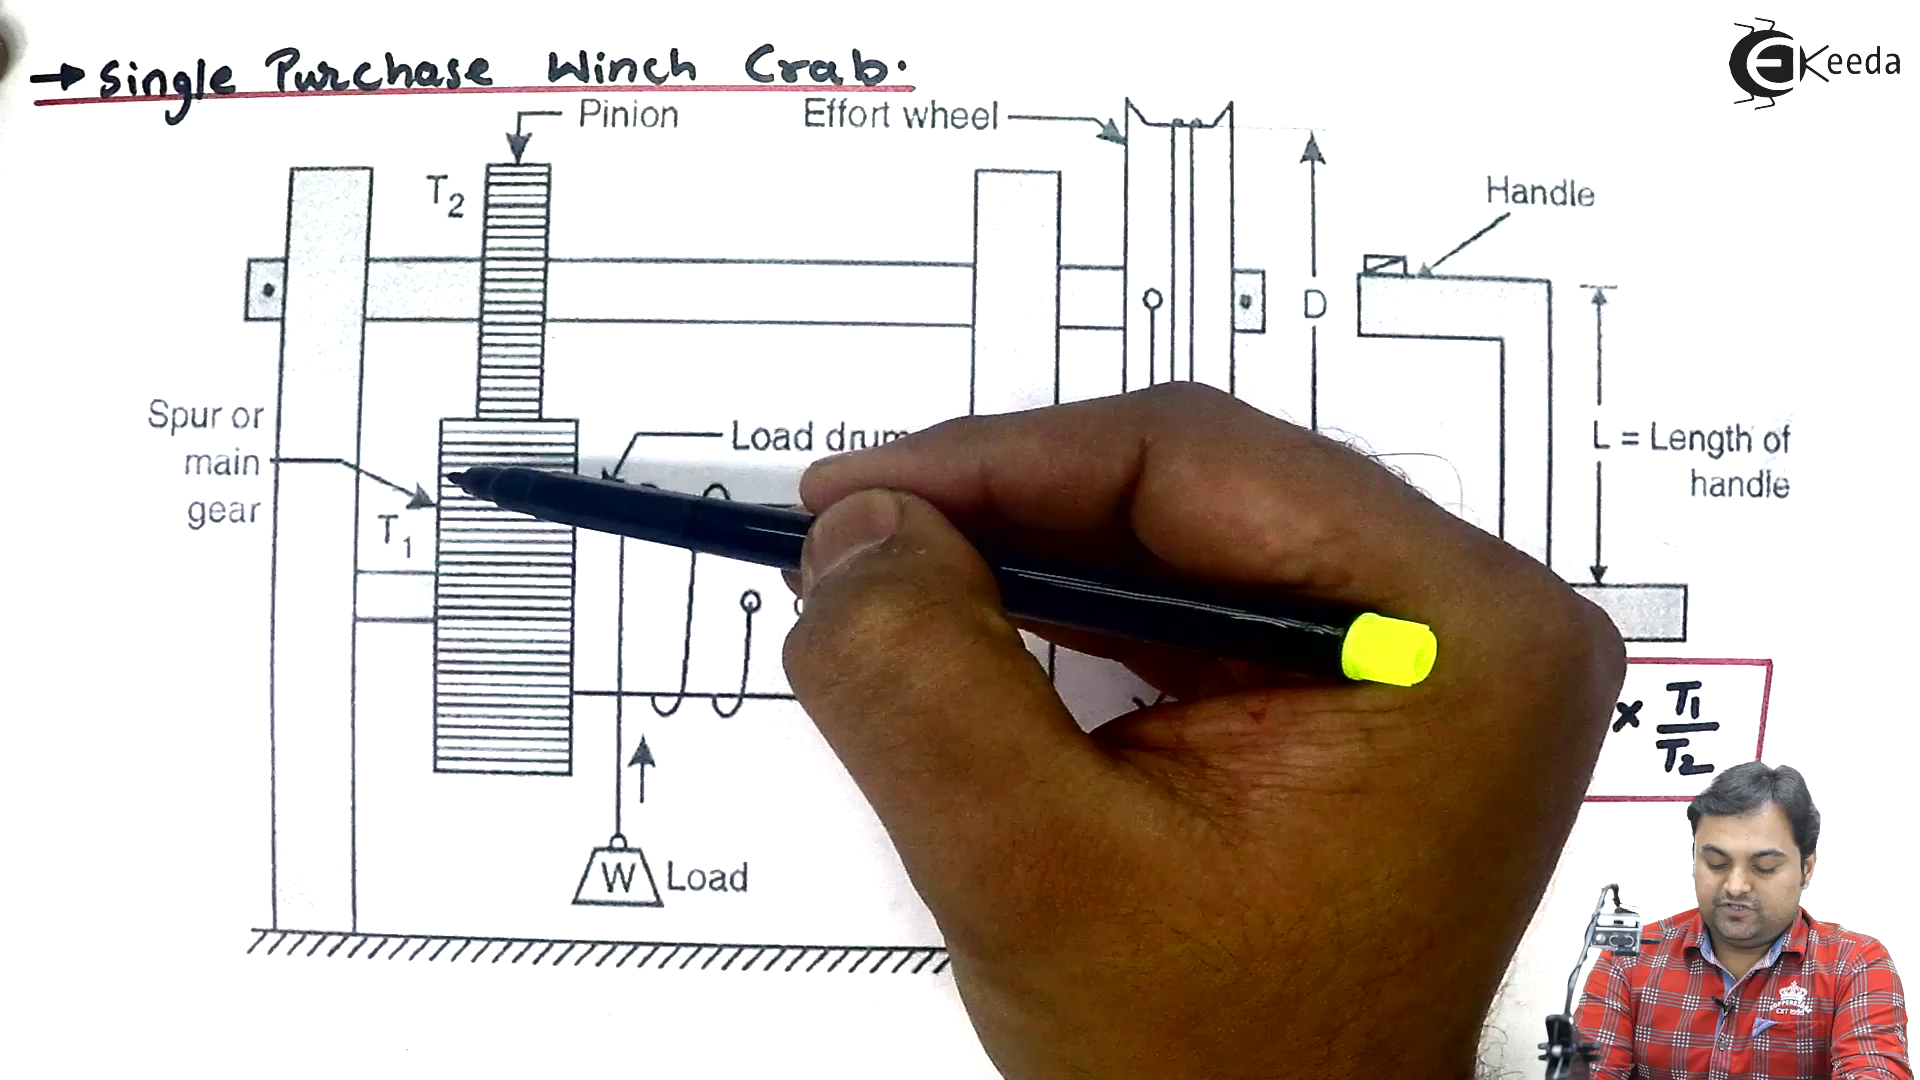 → Single Purchase Winch Crab.
Keeda
Pinion
Effort wheel
T2
Handle
D
Spur or
main
gear
Load
L = Length of
handle
T1
× T1
T2
W Load